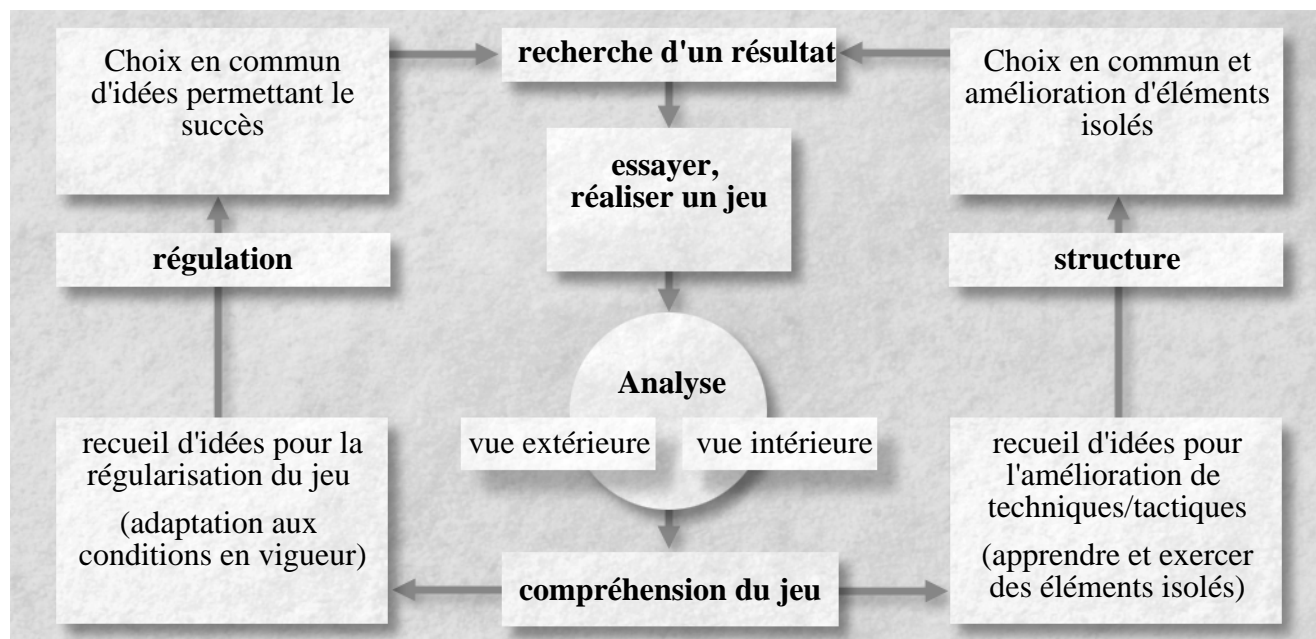 Choix en commun
d'idées permettant le
succès
recherche d'un résultat
Choix en commun et
amélioration d'éléments
isolés
essayer,
réaliser un jeu
régulation
structure
Analyse
vue extérieure
vue intérieure
recueil d'idées pour la
régularisation du jeu
(adaptation aux
conditions en vigueur)
recueil d'idées pour
l'amélioration de
techniques/tactiques
(apprendre et exercer
des éléments isolés)
compréhension du jeu